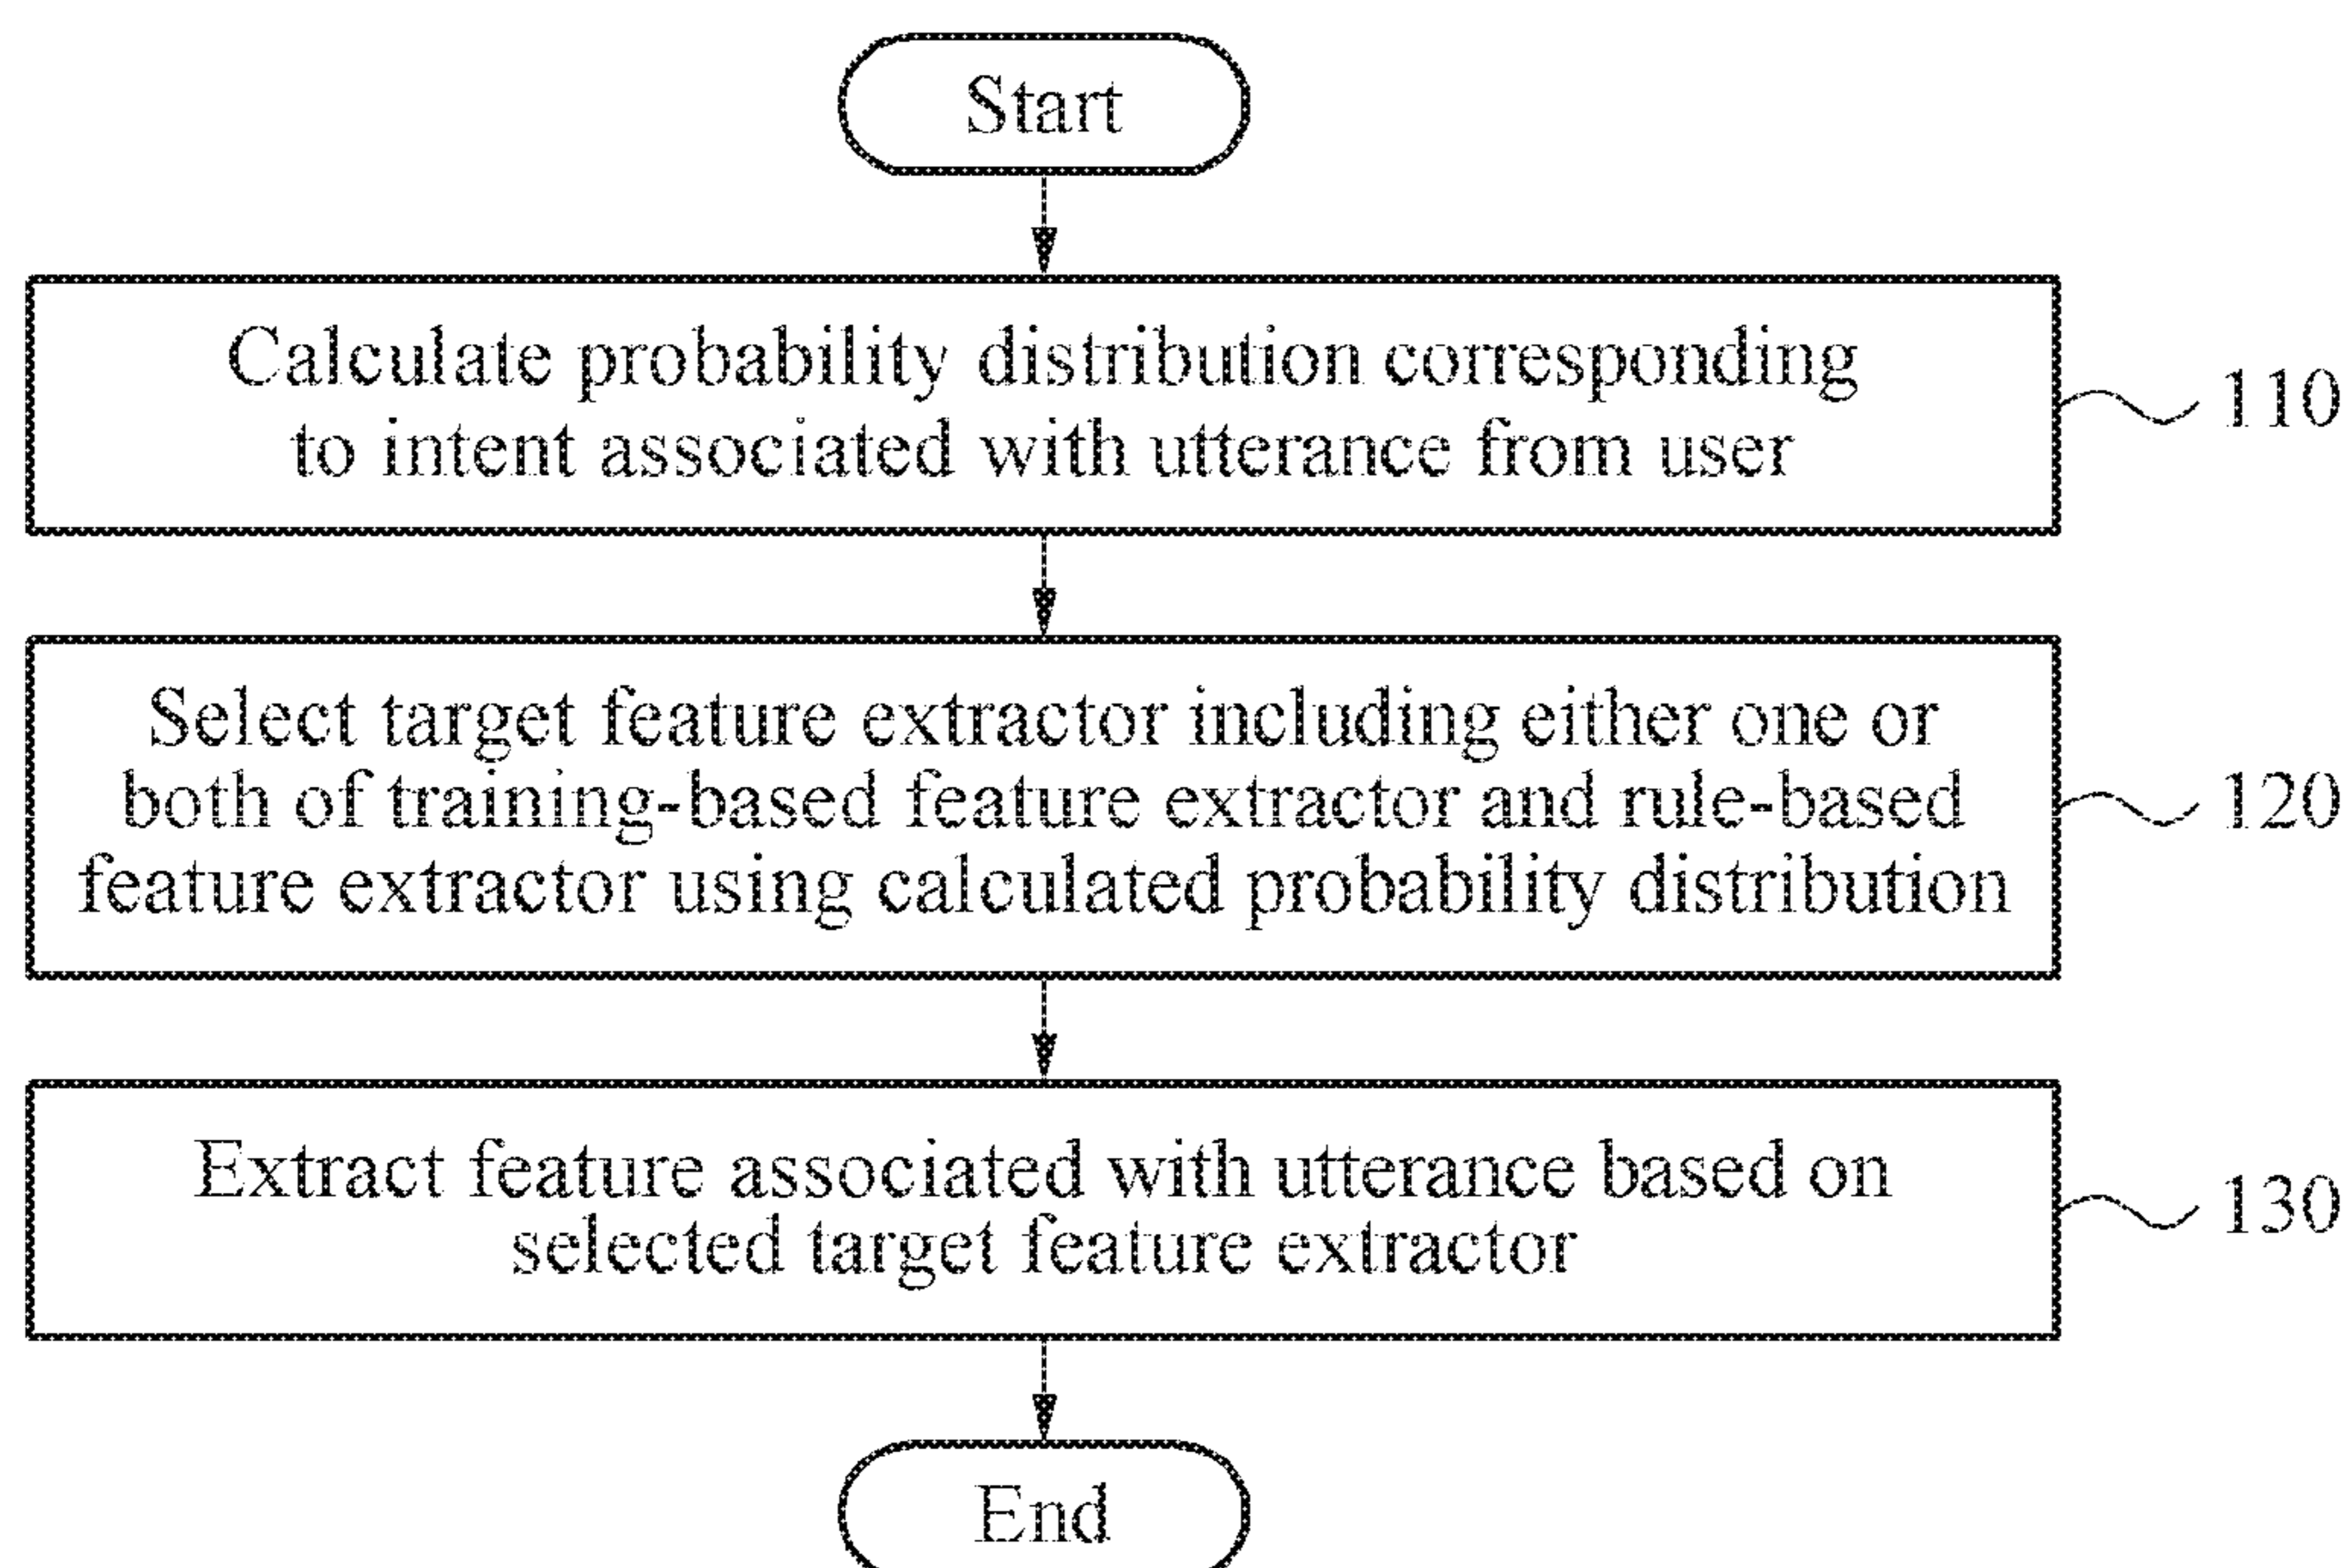 Start
Calculate probability distribution corresponding
to intent associated with utterance from user
110
Select target feature extractor including either one or
both of training-based feature extractor and rule-based
feature extractor using calculated probability distribution
120
Extract feature associated with utterance based on
selected target feature extractor
130
End